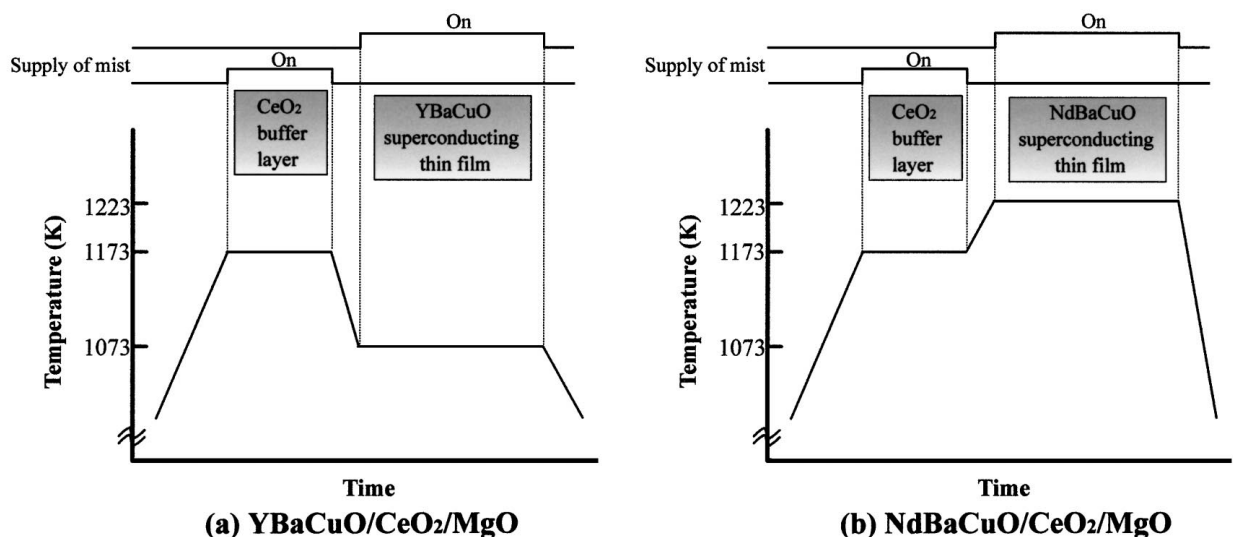 On
Supply of mist
On
CeO₂
buffer
layer
YBaCuO
superconducting
thin film
Temperature (K)
1223
1173
1073
Time
(a) YBaCuO/CeO₂/MgO
On
Supply of mist
On
CeO₂
buffer
layer
NdBaCuO
superconducting
thin film
Temperature (K)
1223
1173
1073
Time
(b) NdBaCuO/CeO₂/MgO